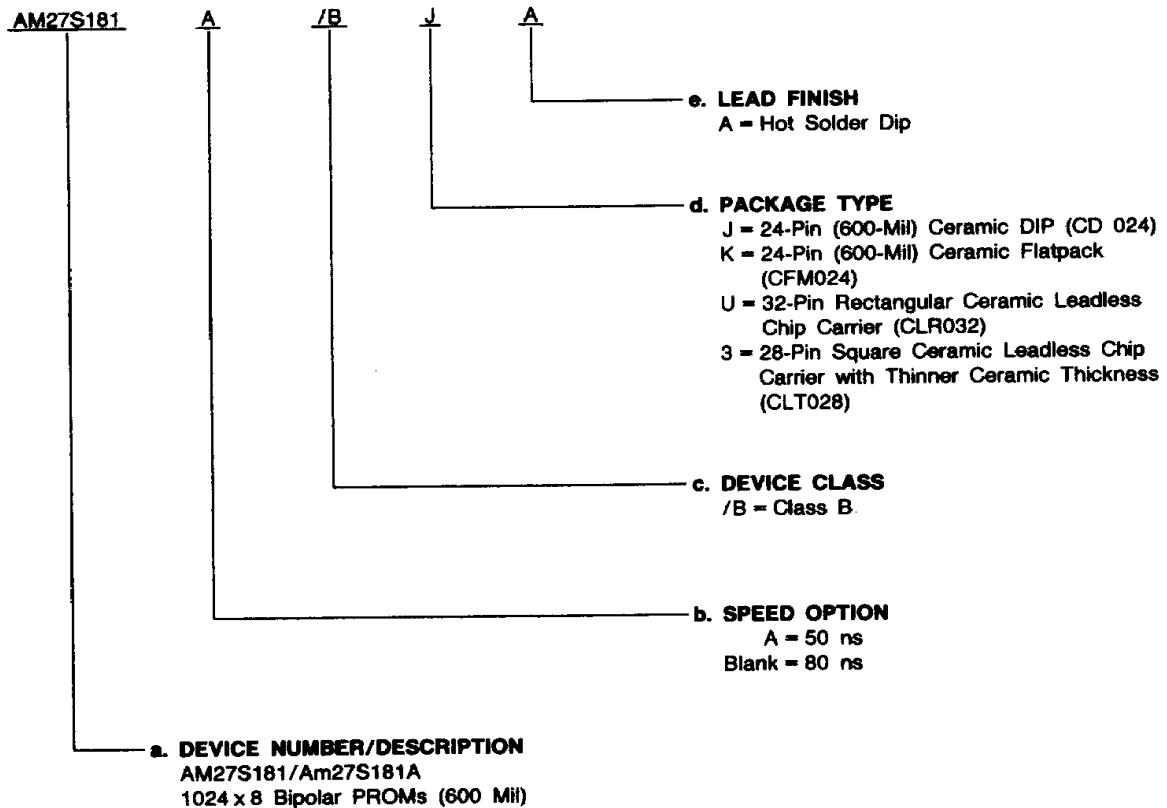 AM27S181 A /B J A
e. LEAD FINISH
A = Hot Solder Dip
d. PACKAGE TYPE
J = 24-Pin (600-Mil) Ceramic DIP (CD 024)
K = 24-Pin (600-Mil) Ceramic Flatpack
(CFM024)
U = 32-Pin Rectangular Ceramic Leadless
Chip Carrier (CLR032)
3 = 28-Pin Square Ceramic Leadless Chip
Carrier with Thinner Ceramic Thickness
(CLT028)
c. DEVICE CLASS
/B = Class B
b. SPEED OPTION
A = 50 ns
Blank = 80 ns
a. DEVICE NUMBER/DESCRIPTION
AM27S181/Am27S181A
1024 x 8 Bipolar PROMs (600 Mil)